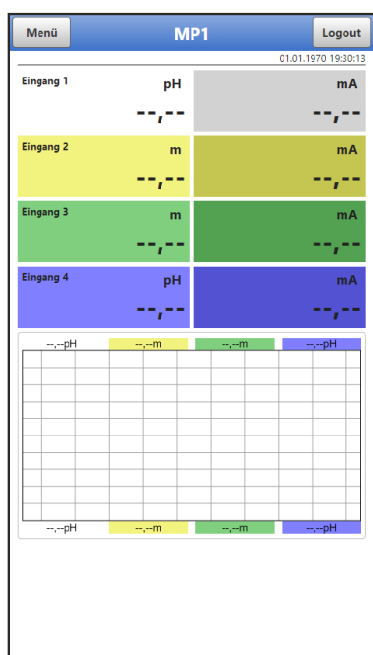 Menü MP1 Logout
01.01.1970 19:30:13
Eingang 1 pH mA
--,-- --,--
Eingang 2 m mA
--,-- --,--
Eingang 3 m mA
--,-- --,--
Eingang 4 pH mA
--,-- --,--
--,--pH --,--m --,--m --,--pH
--,--pH --,--m --,--m --,--pH